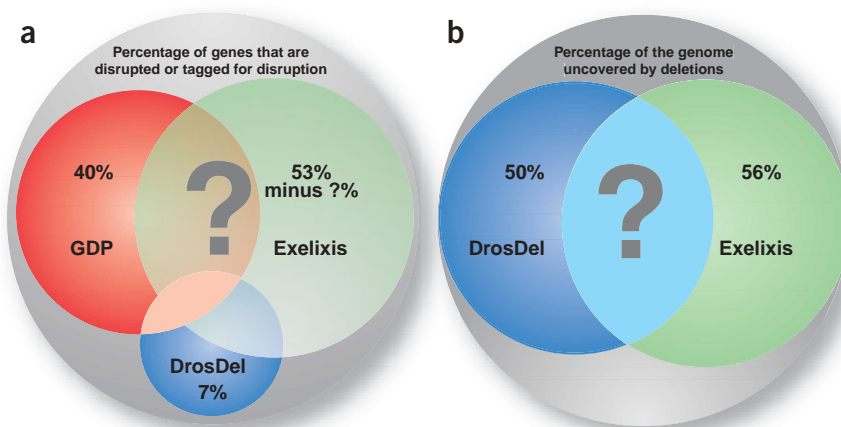 a
Percentage of genes that are
disrupted or tagged for disruption
40%
53%
minus ?%
?
GDP
Exelixis
DrosDel
7%
b
Percentage of the genome
uncovered by deletions
50%
56%
?
DrosDel
Exelixis